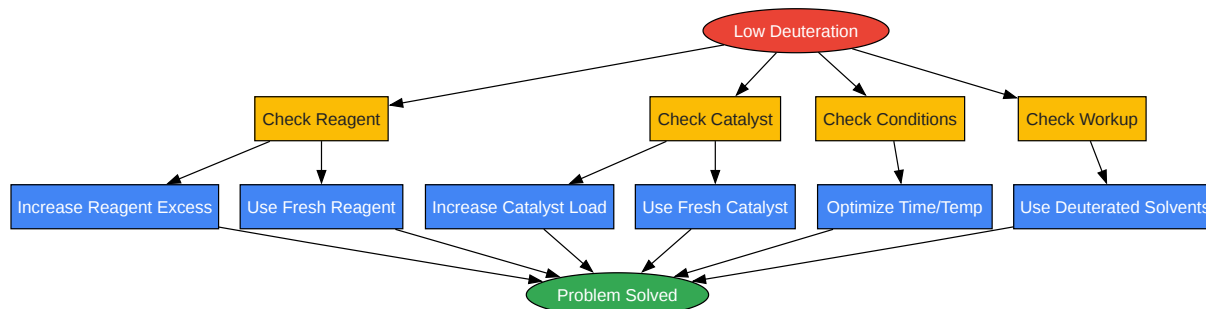 Low Deuteration
Check Reagent
Check Catalyst
Check Conditions
Check Workup
Increase Reagent Excess
Use Fresh Reagent
Increase Catalyst Load
Use Fresh Catalyst
Optimize Time/Temp
Use Deuterated Solvents
Problem Solved